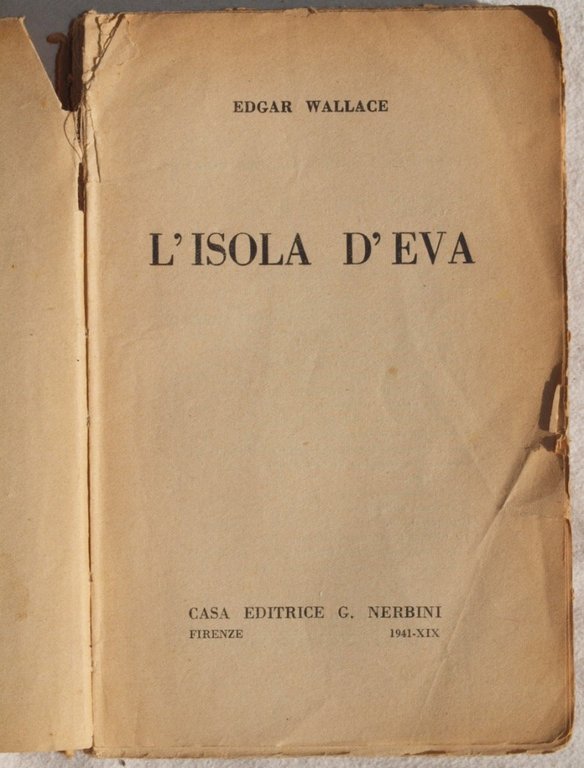 EDGAR WALLACE
L'ISOLA D'EVA
CASA EDITRICE G. NERBINI
FIRENZE 1941-XIX